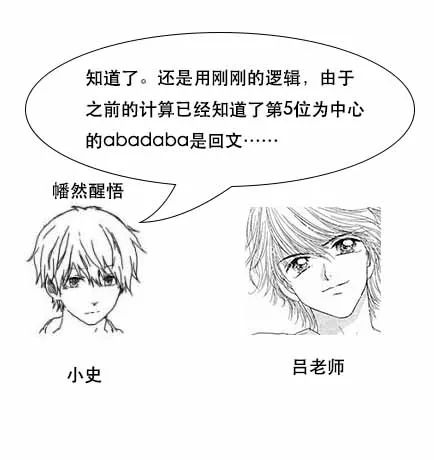 知道了。还是用刚刚的逻辑，由于
之前的计算已经知道了第5位为中心
的abadaba是回文……
幡然醒悟
小史
吕老师